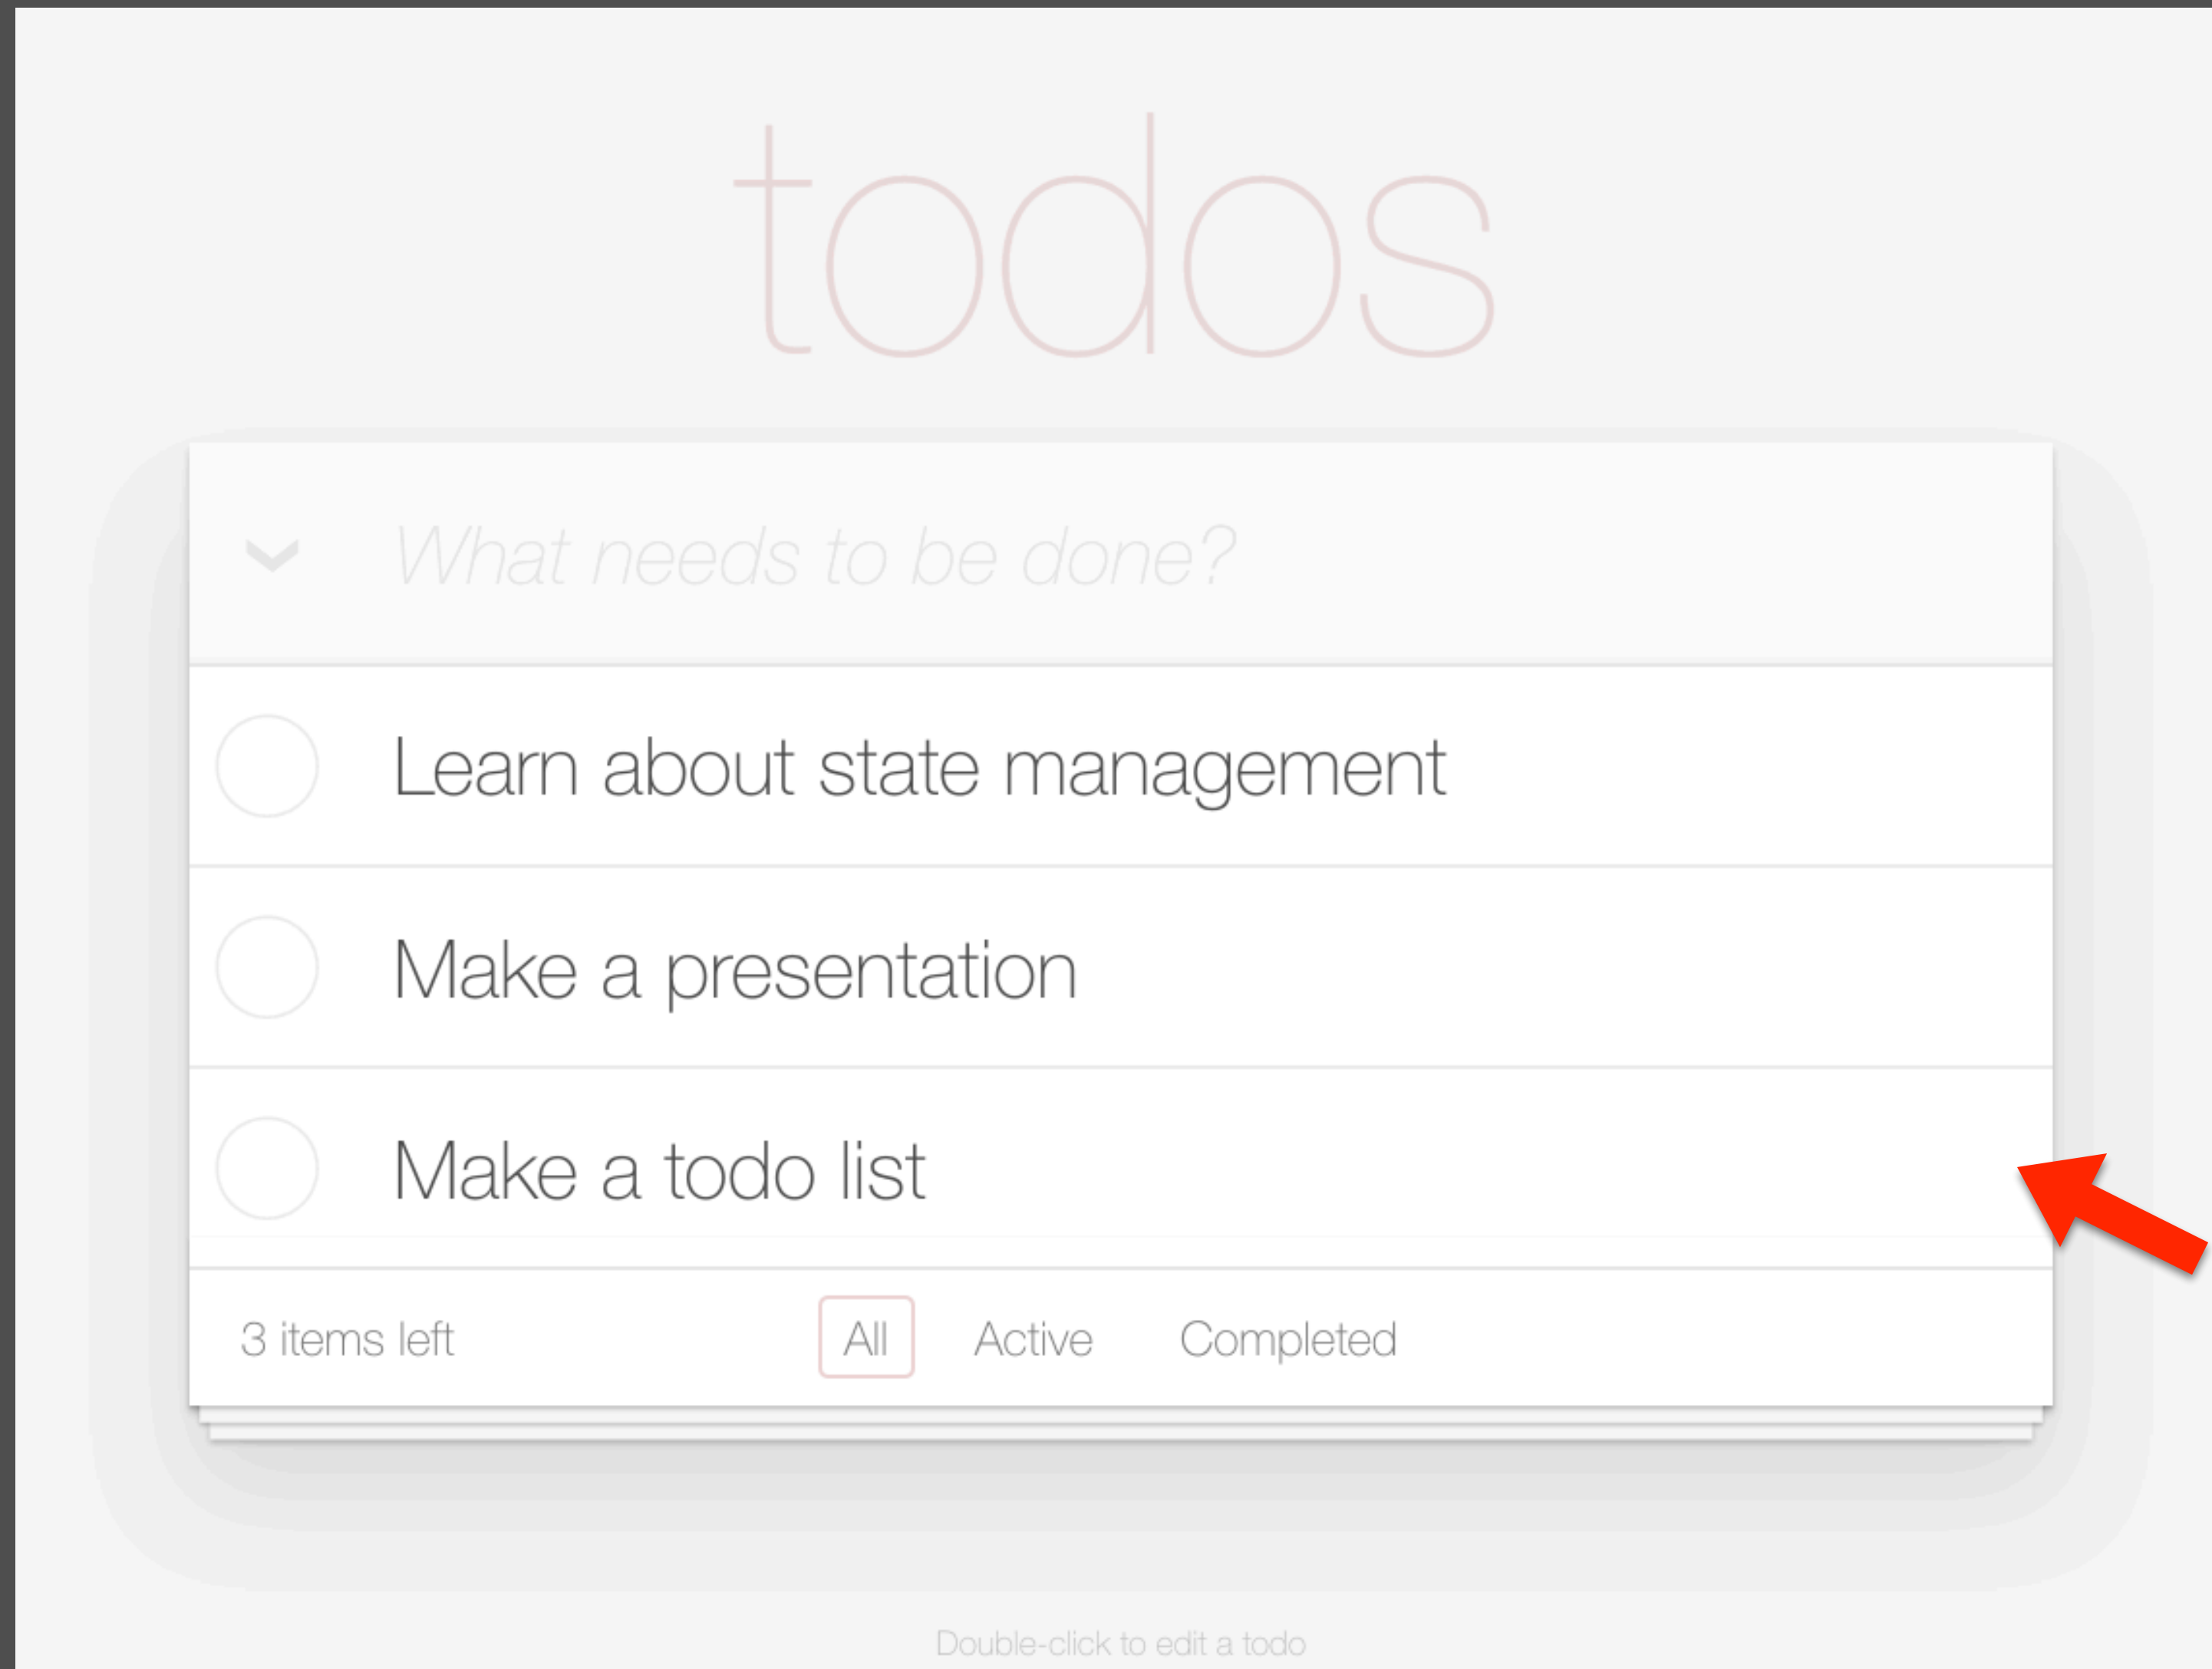 todos
What needs to be done?
Learn about state management
Make a presentation
Make a todo list
3 items left All Active Completed
Double-click to edit a todo